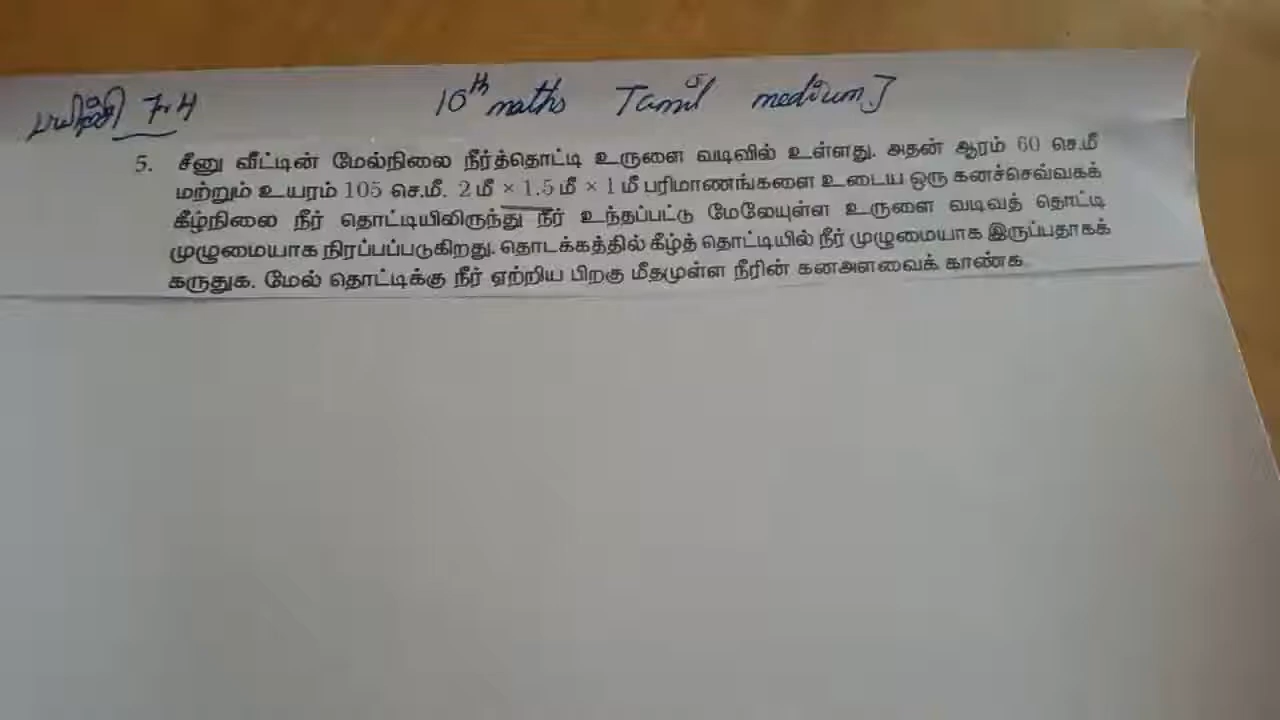 பயிற்சி 7.4
10th maths Tamil medium]
5. சீனு வீட்டின் மேல்நிலை நீர்த்தொட்டி உருளை வடிவில் உள்ளது. அதன் ஆரம் 60 செ.மீ
மற்றும் உயரம் 105 செ.மீ. 2 மீ × 1.5 மீ × 1 மீ பரிமாணங்களை உடைய ஒரு கனச்செவ்வகக்
கீழ்நிலை நீர் தொட்டியிலிருந்து நீர் உந்தப்பட்டு மேலேயுள்ள உருளை வடிவத் தொட்டி
முழுமையாக நிரப்பப்படுகிறது. தொடக்கத்தில் கீழ்த் தொட்டியில் நீர் முழுமையாக இருப்பதாகக்
கருதுக. மேல் தொட்டிக்கு நீர் ஏற்றிய பிறகு மீதமுள்ள நீரின் கனஅளவைக் காண்க